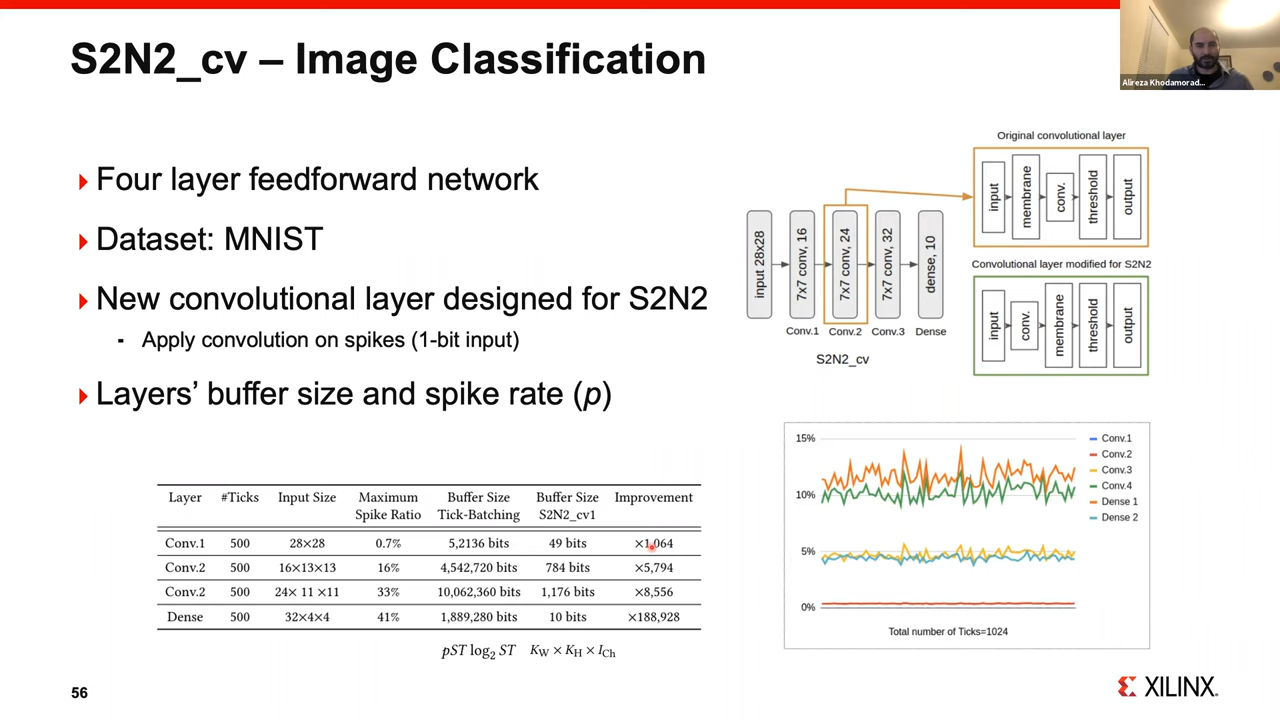 S2N2_cv – Image Classification
Alireza Khodamorad...
Four layer feedforward network
Dataset: MNIST
New convolutional layer designed for S2N2
- Apply convolution on spikes (1-bit input)
Layers’ buffer size and spike rate (p)
Original convolutional layer
input
membrane
conv.
threshold
output
input 28x28
7x7 conv, 16
7x7 conv, 24
7x7 conv, 32
dense, 10
Conv.1 Conv.2 Conv.3 Dense
S2N2_cv
Convolutional layer modified for S2N2
input
conv.
membrane
threshold
output
Layer #Ticks Input Size Maximum Spike Ratio Buffer Size Tick-Batching Buffer Size S2N2_cv1 Improvement
Conv.1 500 28×28 0.7% 5,2136 bits 49 bits ×1,064
Conv.2 500 16×13×13 16% 4,542,720 bits 784 bits ×5,794
Conv.2 500 24× 11 ×11 33% 10,062,360 bits 1,176 bits ×8,556
Dense 500 32×4×4 41% 1,889,280 bits 10 bits ×188,928
pST log₂ ST K_W × K_H × I_Ch
15%
10%
5%
0%
Conv.1
Conv.2
Conv.3
Conv.4
Dense 1
Dense 2
Total number of Ticks=1024
56
XILINX.